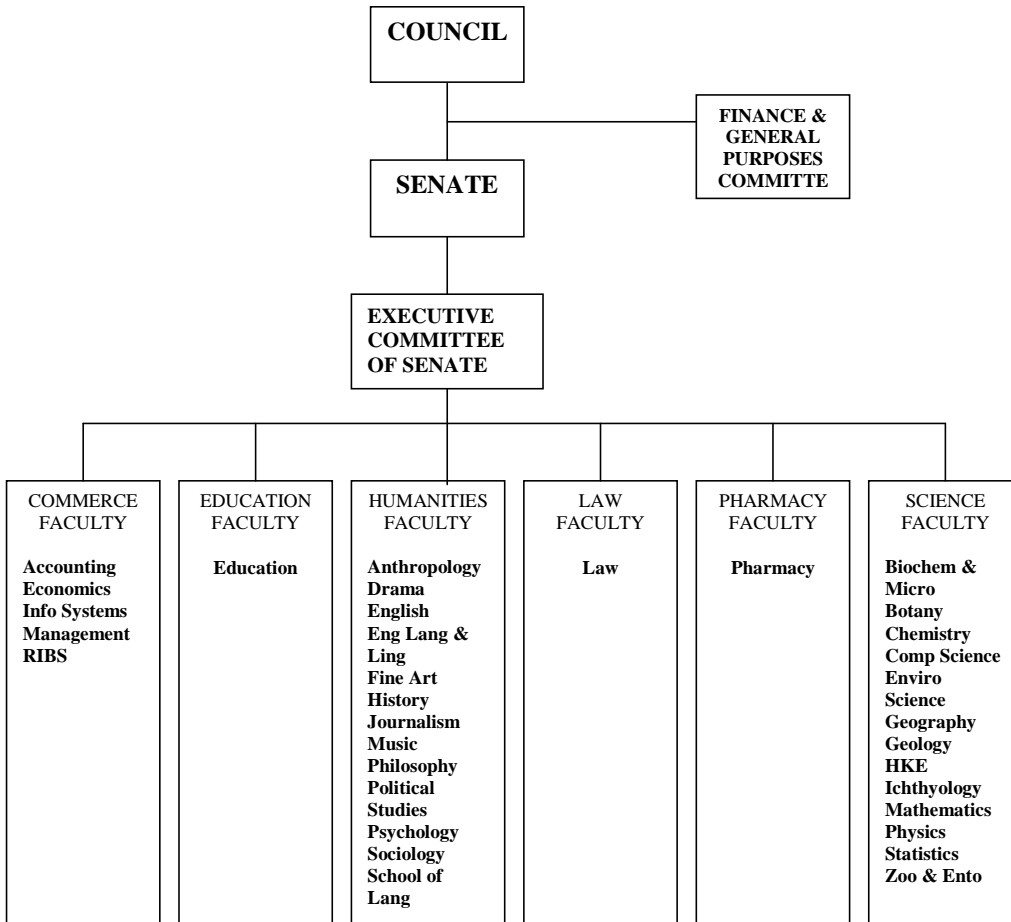 COUNCIL
FINANCE &
GENERAL
PURPOSES
COMMITTE
SENATE
EXECUTIVE
COMMITTEE
OF SENATE
COMMERCE
FACULTY
Accounting
Economics
Info Systems
Management
RIBS
EDUCATION
FACULTY
Education
HUMANITIES
FACULTY
Anthropology
Drama
English
Eng Lang &
Ling
Fine Art
History
Journalism
Music
Philosophy
Political
Studies
Psychology
Sociology
School of
Lang
LAW
FACULTY
Law
PHARMACY
FACULTY
Pharmacy
SCIENCE
FACULTY
Biochem &
Micro
Botany
Chemistry
Comp Science
Enviro
Science
Geography
Geology
HKE
Ichthyology
Mathematics
Physics
Statistics
Zoo & Ento